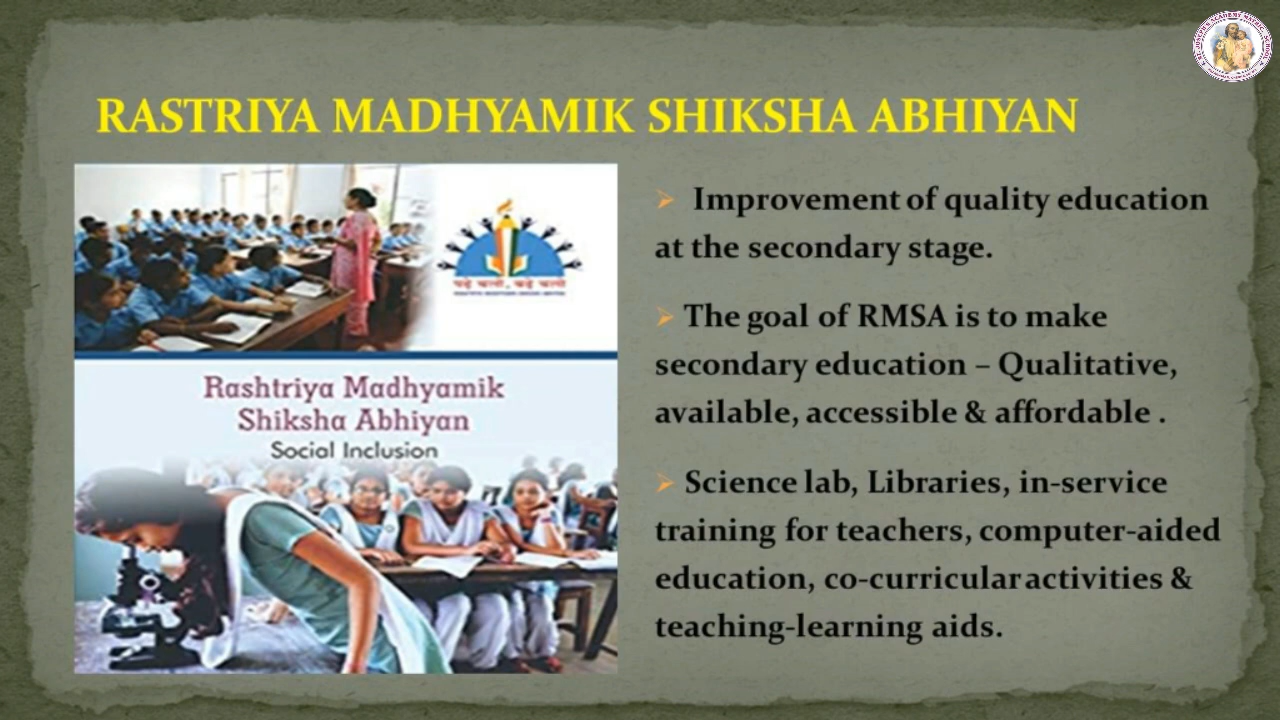 RASTRIYA MADHYAMIK SHIKSHA ABHIYAN
Rashtriya Madhyamik
Shiksha Abhiyan
Social Inclusion
➢ Improvement of quality education
at the secondary stage.
➢ The goal of RMSA is to make
secondary education – Qualitative,
available, accessible & affordable .
➢ Science lab, Libraries, in-service
training for teachers, computer-aided
education, co-curricular activities &
teaching-learning aids.